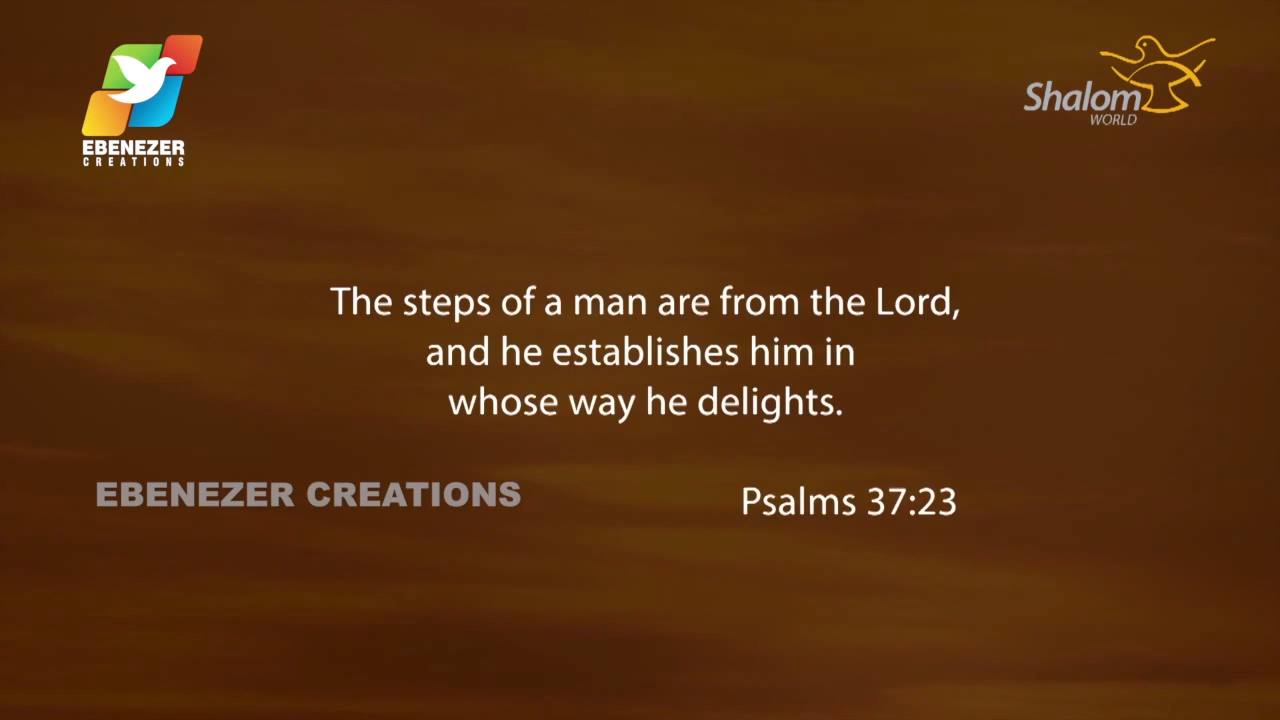 EBENEZER
CREATIONS
Shalom
WORLD
The steps of a man are from the Lord,
and he establishes him in
whose way he delights.
EBENEZER CREATIONS
Psalms 37:23